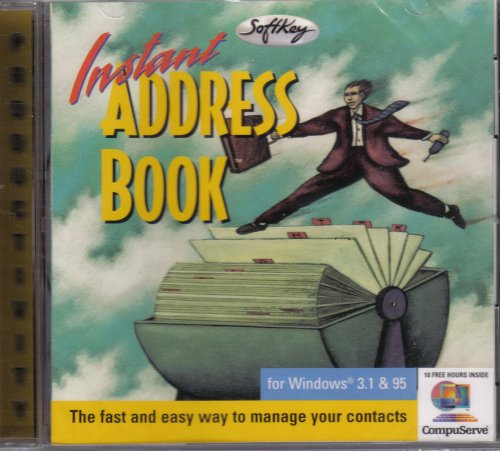 PRODUCTIVITY
SoftKey
Instant
ADDRESS
BOOK
for Windows® 3.1 & 95
10 FREE HOURS INSIDE
CompuServe®
The fast and easy way to manage your contacts